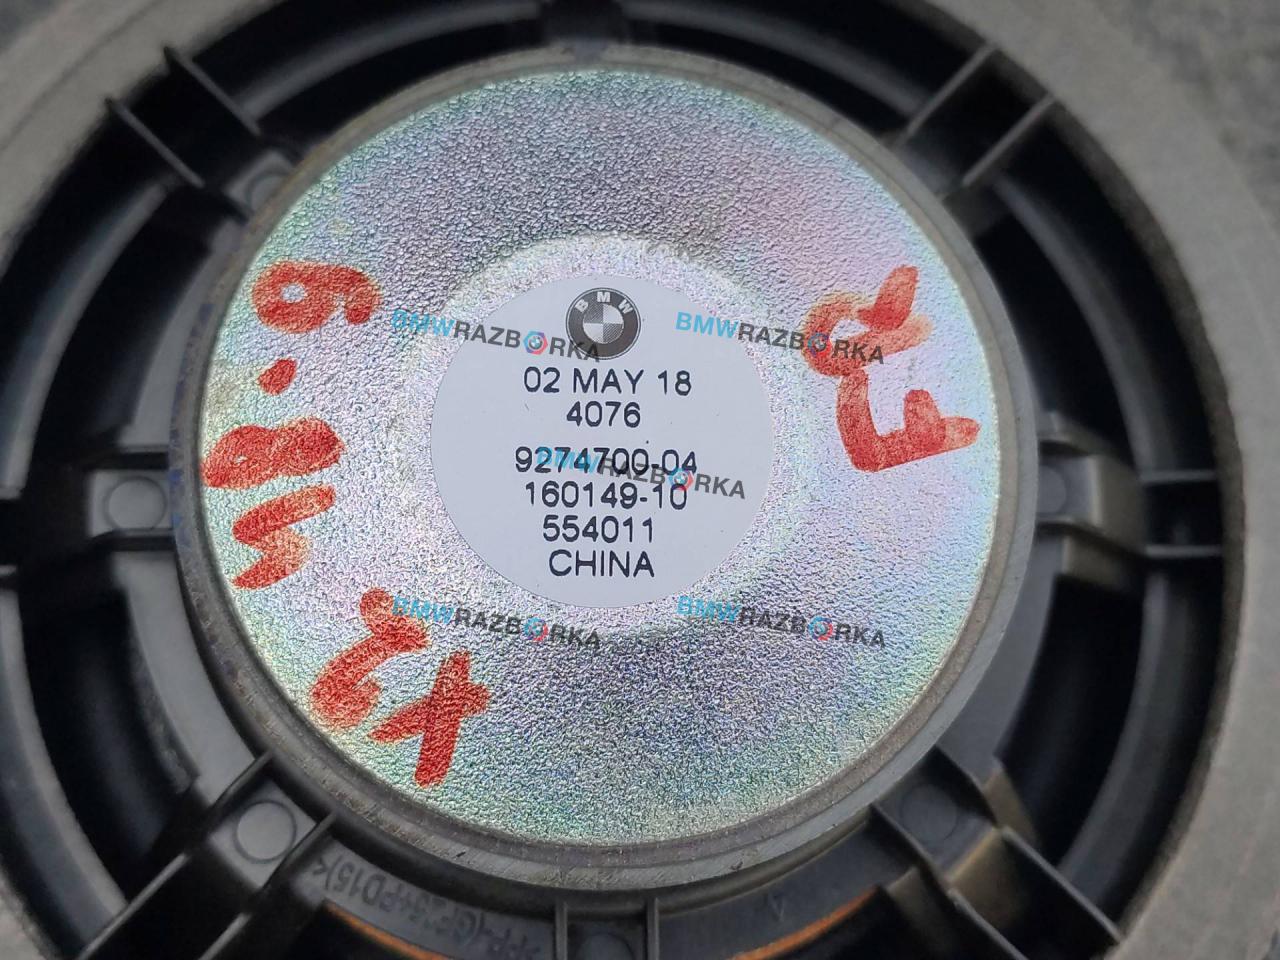 BMW
02 MAY 18
4076
9274700-04
160149-10
554011
CHINA
BMWRAZBORKA
BMWRAZBORKA
BMWRAZBORKA
BMWRAZBORKA
BMWRAZBORKA